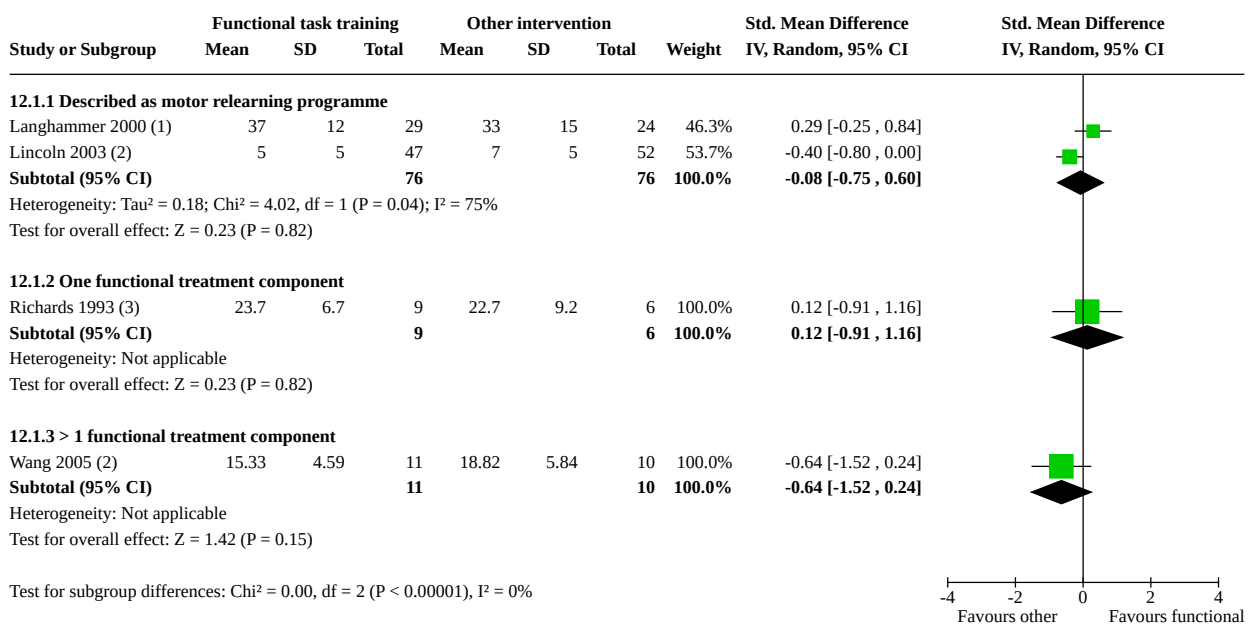 Functional task training Other intervention Std. Mean Difference Std. Mean Difference
Study or Subgroup Mean SD Total Mean SD Total Weight IV, Random, 95% CI IV, Random, 95% CI
12.1.1 Described as motor relearning programme
Langhammer 2000 (1) 37 12 29 33 15 24 46.3% 0.29 [-0.25 , 0.84]
Lincoln 2003 (2) 5 5 47 7 5 52 53.7% -0.40 [-0.80 , 0.00]
Subtotal (95% CI) 76 76 100.0% -0.08 [-0.75 , 0.60]
Heterogeneity: Tau² = 0.18; Chi² = 4.02, df = 1 (P = 0.04); I² = 75%
Test for overall effect: Z = 0.23 (P = 0.82)
12.1.2 One functional treatment component
Richards 1993 (3) 23.7 6.7 9 22.7 9.2 6 100.0% 0.12 [-0.91 , 1.16]
Subtotal (95% CI) 9 6 100.0% 0.12 [-0.91 , 1.16]
Heterogeneity: Not applicable
Test for overall effect: Z = 0.23 (P = 0.82)
12.1.3 > 1 functional treatment component
Wang 2005 (2) 15.33 4.59 11 18.82 5.84 10 100.0% -0.64 [-1.52 , 0.24]
Subtotal (95% CI) 11 10 100.0% -0.64 [-1.52 , 0.24]
Heterogeneity: Not applicable
Test for overall effect: Z = 1.42 (P = 0.15)
Test for subgroup differences: Chi² = 0.00, df = 2 (P < 0.00001), I² = 0%
-4 -2 0 2 4
Favours other Favours functional